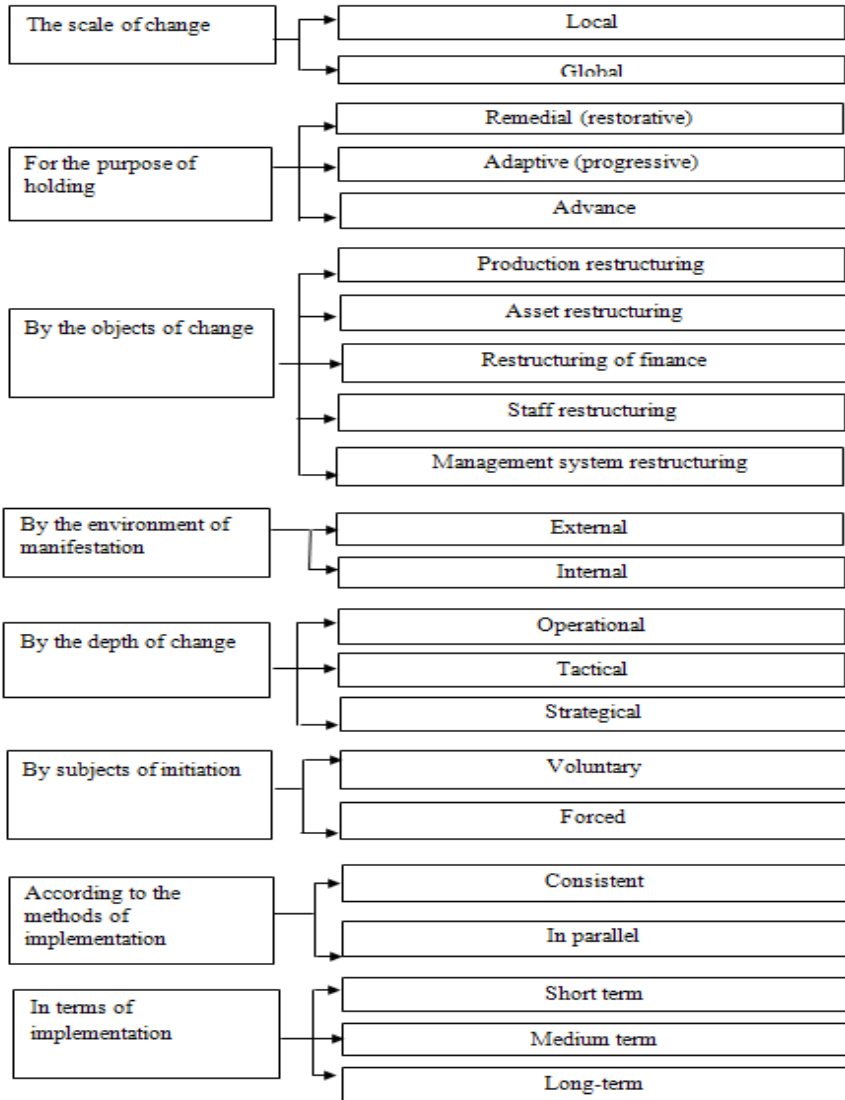 The scale of change
Local
Global
For the purpose of
holding
Remedial (restorative)
Adaptive (progressive)
Advance
By the objects of change
Production restructuring
Asset restructuring
Restructuring of finance
Staff restructuring
Management system restructuring
By the environment of
manifestation
External
Internal
By the depth of change
Operational
Tactical
Strategical
By subjects of initiation
Voluntary
Forced
According to the
methods of
implementation
Consistent
In parallel
In terms of
implementation
Short term
Medium term
Long-term